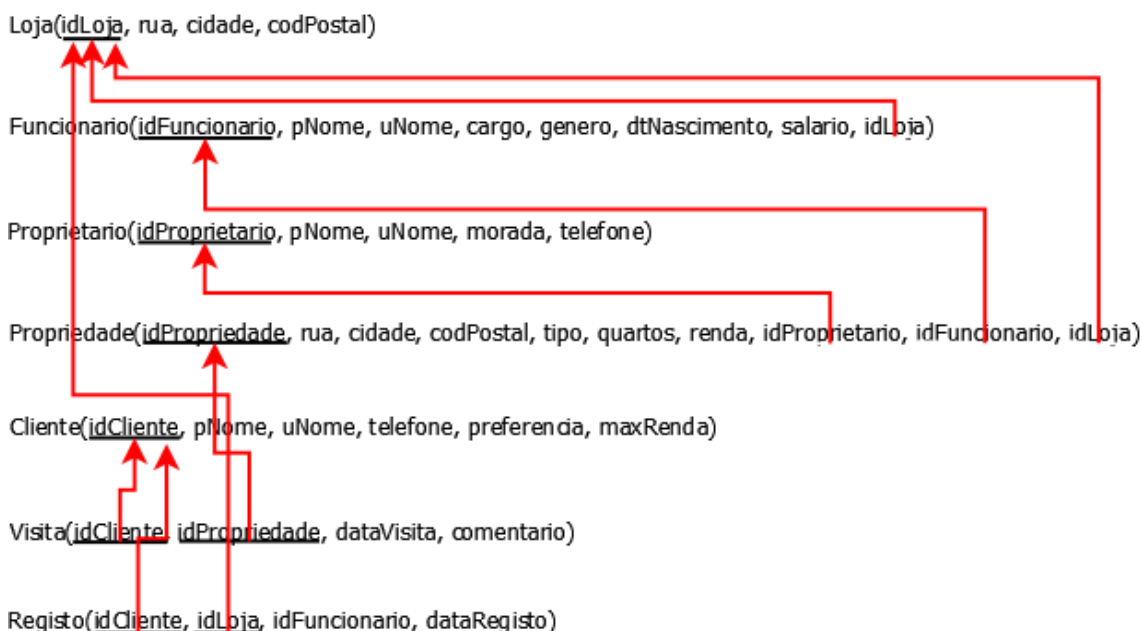 Loja(idLoja, rua, cidade, codPostal)
Funcionario(idFuncionario, pNome, uNome, cargo, genero, dtNascimento, salario, idLoja)
Proprietario(idProprietario, pNome, uNome, morada, telefone)
Propriedade(idPropriedade, rua, cidade, codPostal, tipo, quartos, renda, idProprietario, idFuncionario, idLoja)
Cliente(idCliente, pNome, uNome, telefone, preferencia, maxRenda)
Visita(idCliente, idPropriedade, dataVisita, comentario)
Registo(idCliente, idLoja, idFuncionario, dataRegisto)